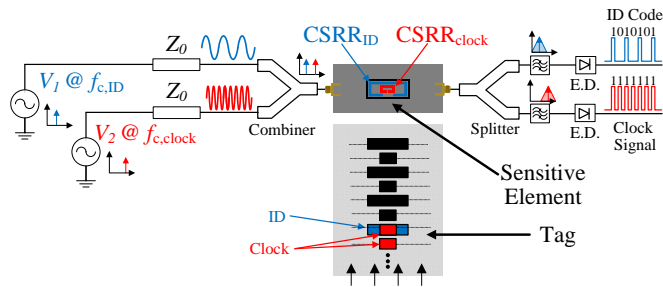 ID Code
1010101
CSRR_ID
CSRR_clock
Z_0
V_1 @ f_c,ID
E.D.
Z_0
1111111
V_2 @ f_c,clock
Combiner
Splitter
E.D.
Clock
Signal
Sensitive
Element
ID
Tag
Clock